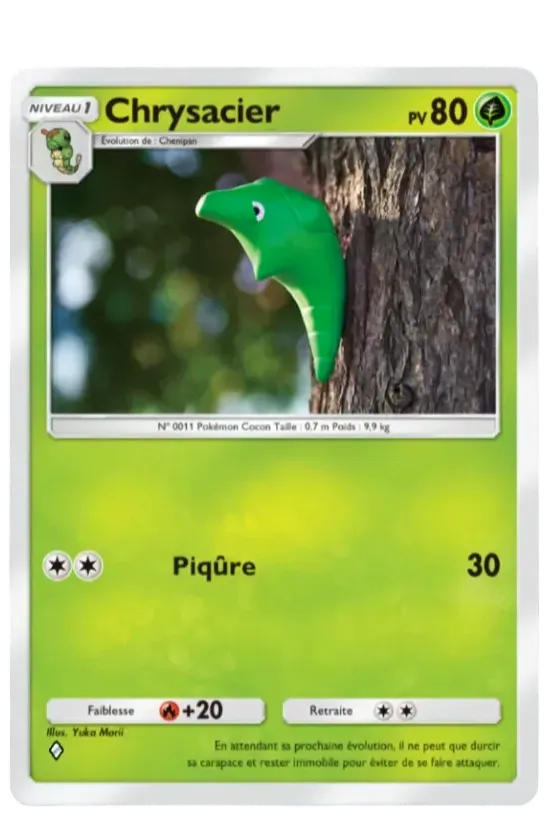 NIVEAU 1
Chrysacier
PV 80
Évolution de : Chenipan
N° 0011 Pokémon Cocon Taille : 0,7 m Poids : 9,9 kg
Piqûre 30
Faiblesse +20 Retraite
Illus. Yuka Morii
En attendant sa prochaine évolution, il ne peut que durcir
sa carapace et rester immobile pour éviter de se faire attaquer.